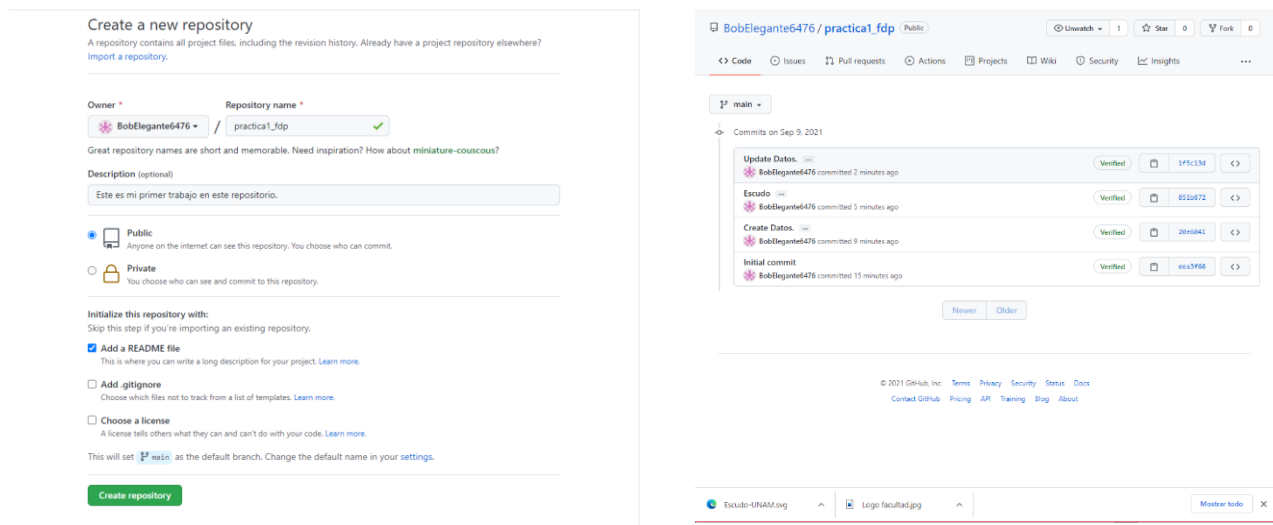 Create a new repository
A repository contains all project files, including the revision history. Already have a project repository elsewhere?
Import a repository.
Owner *
Repository name *
BobElegante6476
/
practica1_fdp
Great repository names are short and memorable. Need inspiration? How about miniature-couscous?
Description (optional)
Este es mi primer trabajo en este repositorio.
Public
Anyone on the internet can see this repository. You choose who can commit.
Private
You choose who can see and commit to this repository.
Initialize this repository with:
Skip this step if you're importing an existing repository.
Add a README file
This is where you can write a long description for your project. Learn more.
Add .gitignore
Choose which files not to track from a list of templates. Learn more.
Choose a license
A license tells others what they can and can't do with your code. Learn more.
This will set main as the default branch. Change the default name in your settings.
Create repository
BobElegante6476 / practica1_fdp Public
Unwatch 1 Star 0 Fork 0
Code Issues Pull requests Actions Projects Wiki Security Insights ...
main
Commits on Sep 9, 2021
Update Datos. ...
BobElegante6476 committed 2 minutes ago
Verified 1f5c13d
Escudo ...
BobElegante6476 committed 5 minutes ago
Verified 851b872
Create Datos. ...
BobElegante6476 committed 9 minutes ago
Verified
Initial commit
BobElegante6476 committed 15 minutes ago
Verified eea3f66
Newer Older
© 2021 GitHub, Inc. Terms Privacy Security Status Docs
Contact GitHub Pricing API Training Blog About
Escudo-UNAM.svg
Logo facultad.jpg
Mostrar todo